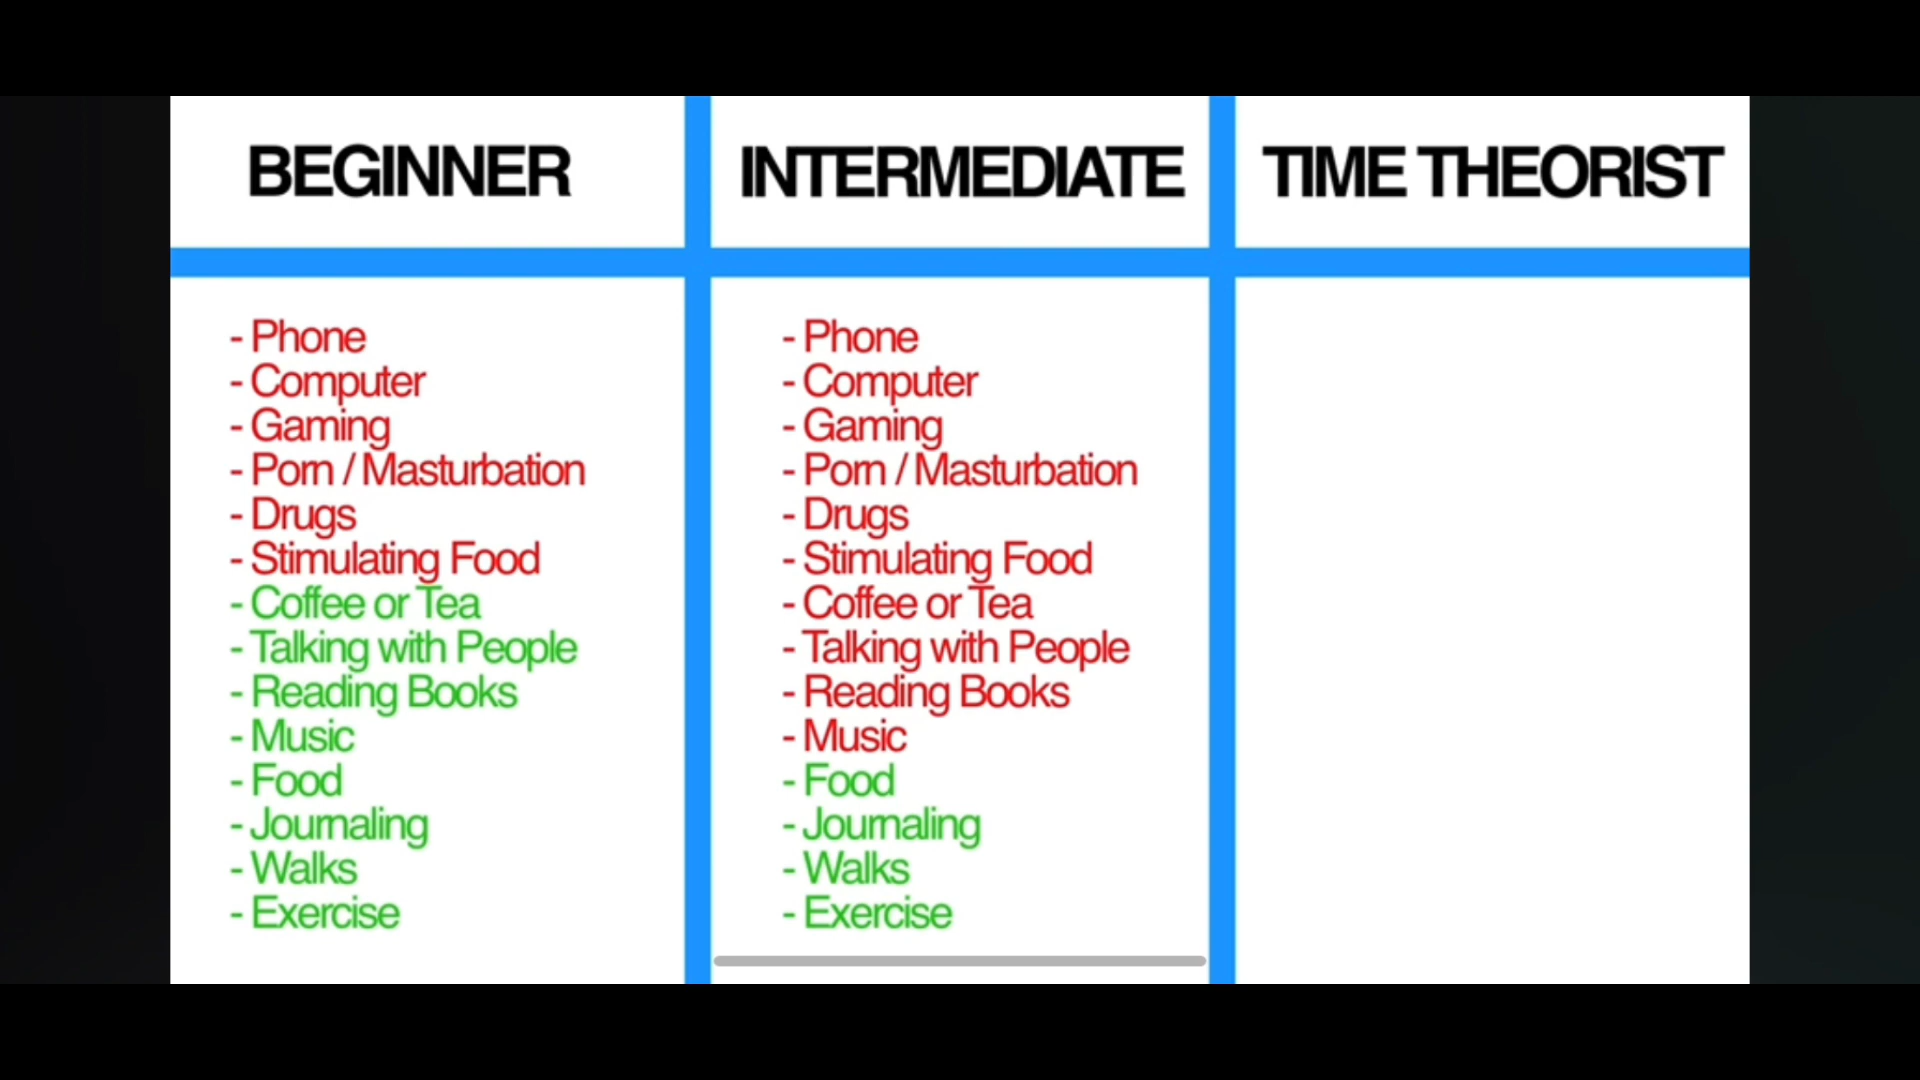 BEGINNER
INTERMEDIATE
TIME THEORIST
- Phone
- Computer
- Gaming
- Porn / Masturbation
- Drugs
- Stimulating Food
- Coffee or Tea
- Talking with People
- Reading Books
- Music
- Food
- Journaling
- Walks
- Exercise
- Phone
- Computer
- Gaming
- Porn / Masturbation
- Drugs
- Stimulating Food
- Coffee or Tea
- Talking with People
- Reading Books
- Music
- Food
- Journaling
- Walks
- Exercise